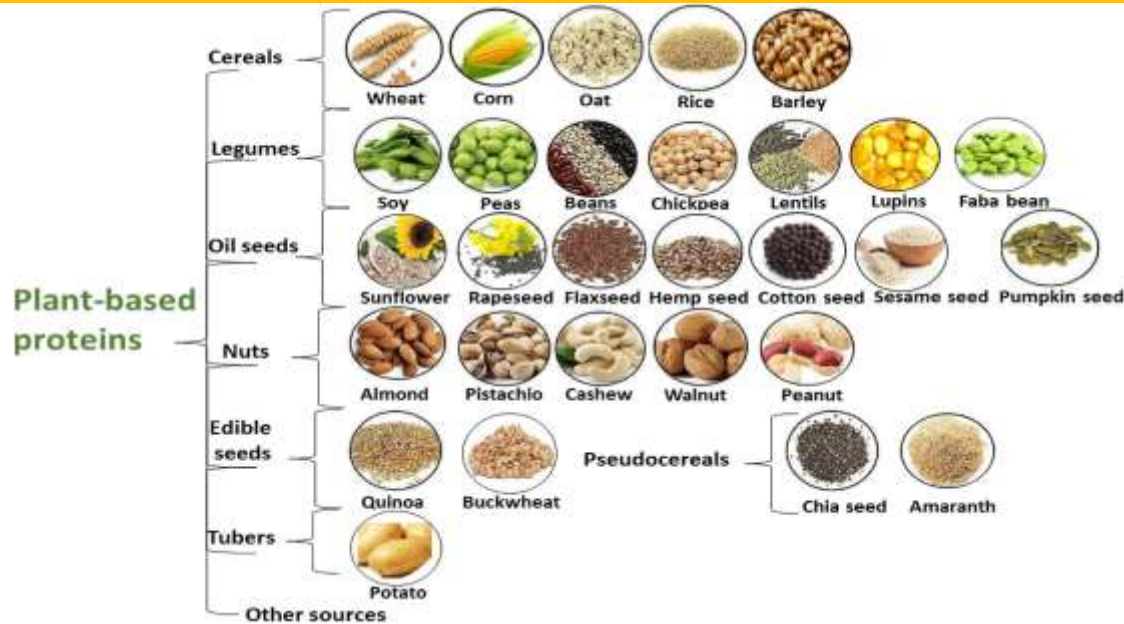 Cereals
Wheat Corn Oat Rice Barley
Legumes
Soy Peas Beans Chickpea Lentils Lupins Faba bean
Oil seeds
Sunflower Rapeseed Flaxseed Hemp seed Cotton seed Sesame seed Pumpkin seed
Plant-based
proteins
Nuts
Almond Pistachio Cashew Walnut Peanut
Edible
seeds
Quinoa Buckwheat
Pseudocereals
Chia seed Amaranth
Tubers
Potato
Other sources